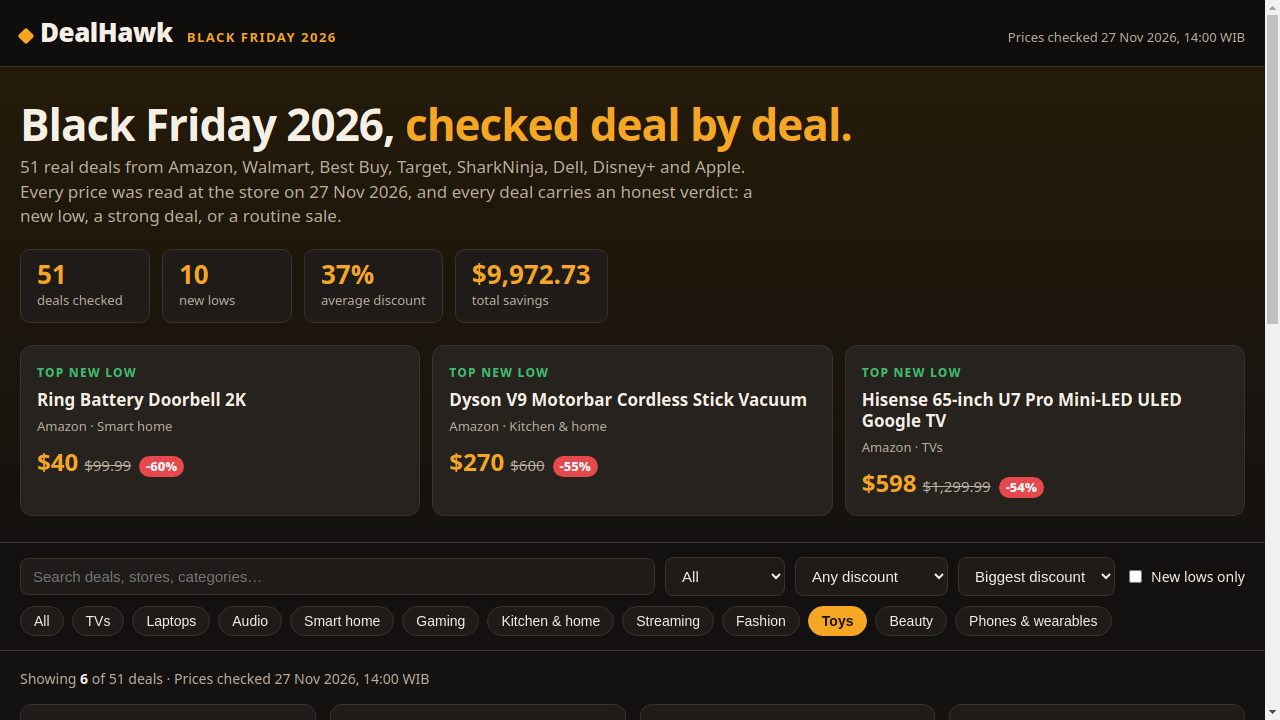 DealHawk BLACK FRIDAY 2026
Prices checked 27 Nov 2026, 14:00 WIB
Black Friday 2026, checked deal by deal.
51 real deals from Amazon, Walmart, Best Buy, Target, SharkNinja, Dell, Disney+ and Apple.
Every price was read at the store on 27 Nov 2026, and every deal carries an honest verdict: a
new low, a strong deal, or a routine sale.
51
deals checked
10
new lows
37%
average discount
$9,972.73
total savings
TOP NEW LOW
Ring Battery Doorbell 2K
Amazon · Smart home
$40 $99.99 -60%
TOP NEW LOW
Dyson V9 Motorbar Cordless Stick Vacuum
Amazon · Kitchen & home
$270 $600 -55%
TOP NEW LOW
Hisense 65-inch U7 Pro Mini-LED ULED
Google TV
Amazon · TVs
$598 $1,299.99 -54%
Search deals, stores, categories…
All
Any discount
Biggest discount
New lows only
All
TVs
Laptops
Audio
Smart home
Gaming
Kitchen & home
Streaming
Fashion
Toys
Beauty
Phones & wearables
Showing 6 of 51 deals · Prices checked 27 Nov 2026, 14:00 WIB